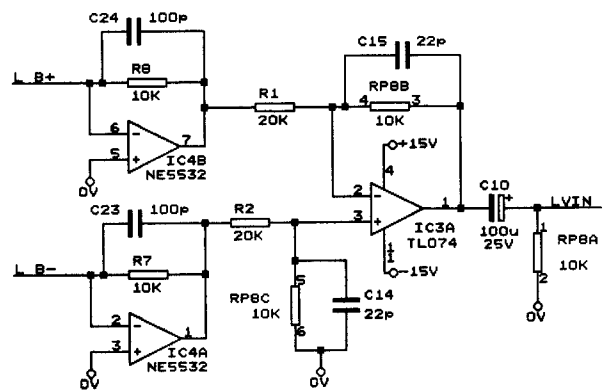 C24 100p
L B+
R8
10K
6
5
7
IC4B
NE5532
0V
R1
20K
C15 22p
RP8B
4 3
10K
+15V
4
2
3
1
IC3A
TL074
11
-15V
C10
+
100u
25V
LVIN
1
RP8A
10K
2
0V
C23 100p
L B-
R7
10K
2
3
1
IC4A
NE5532
0V
R2
20K
RP8C
10K
5
6
C14
22p
0V